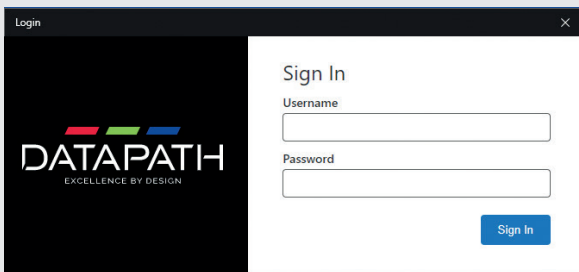 Login
DATAPATH
EXCELLENCE BY DESIGN
Sign In
Username
Password
Sign In